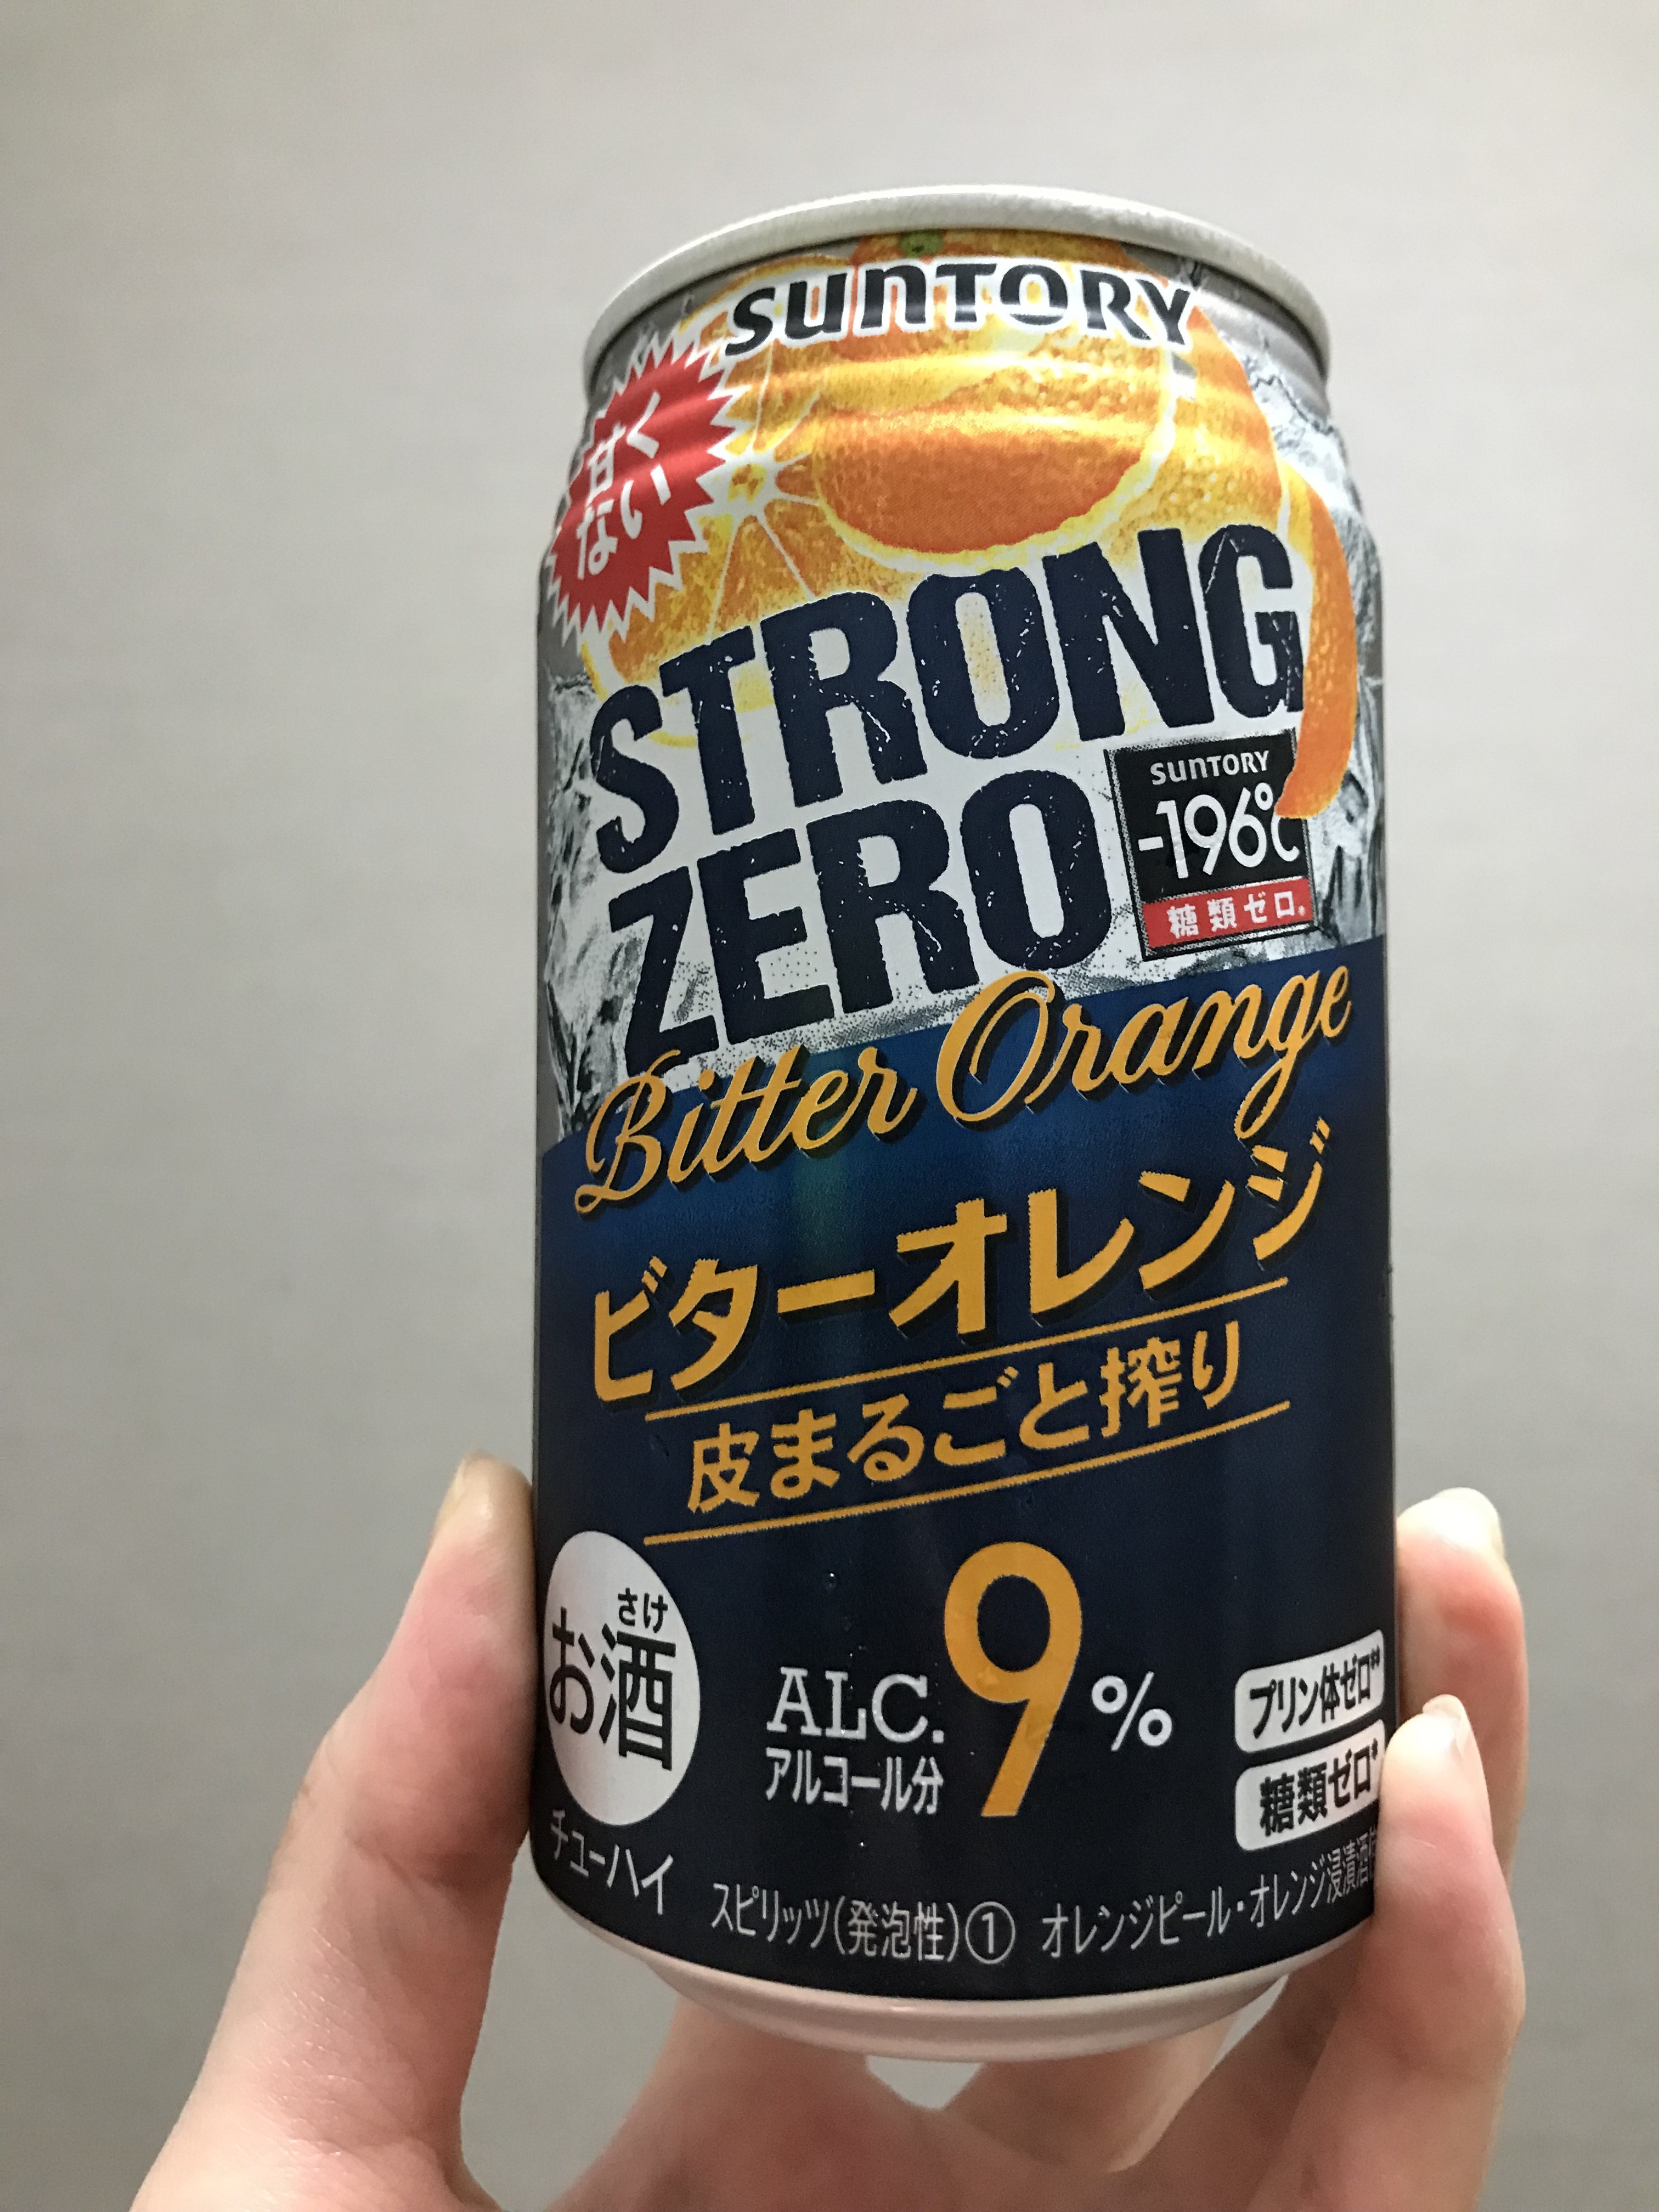 SUNTORY
甘く
ない
STRONG
ZERO
SUNTORY
-196℃
糖類ゼロ®
Bitter Orange
ビターオレンジ
皮まるごと搾り
さけ
お酒
ALC.
アルコール分
9%
プリン体ゼロ**
糖類ゼロ*
チューハイ
スピリッツ(発泡性)① オレンジピール・オレンジ浸漬酒